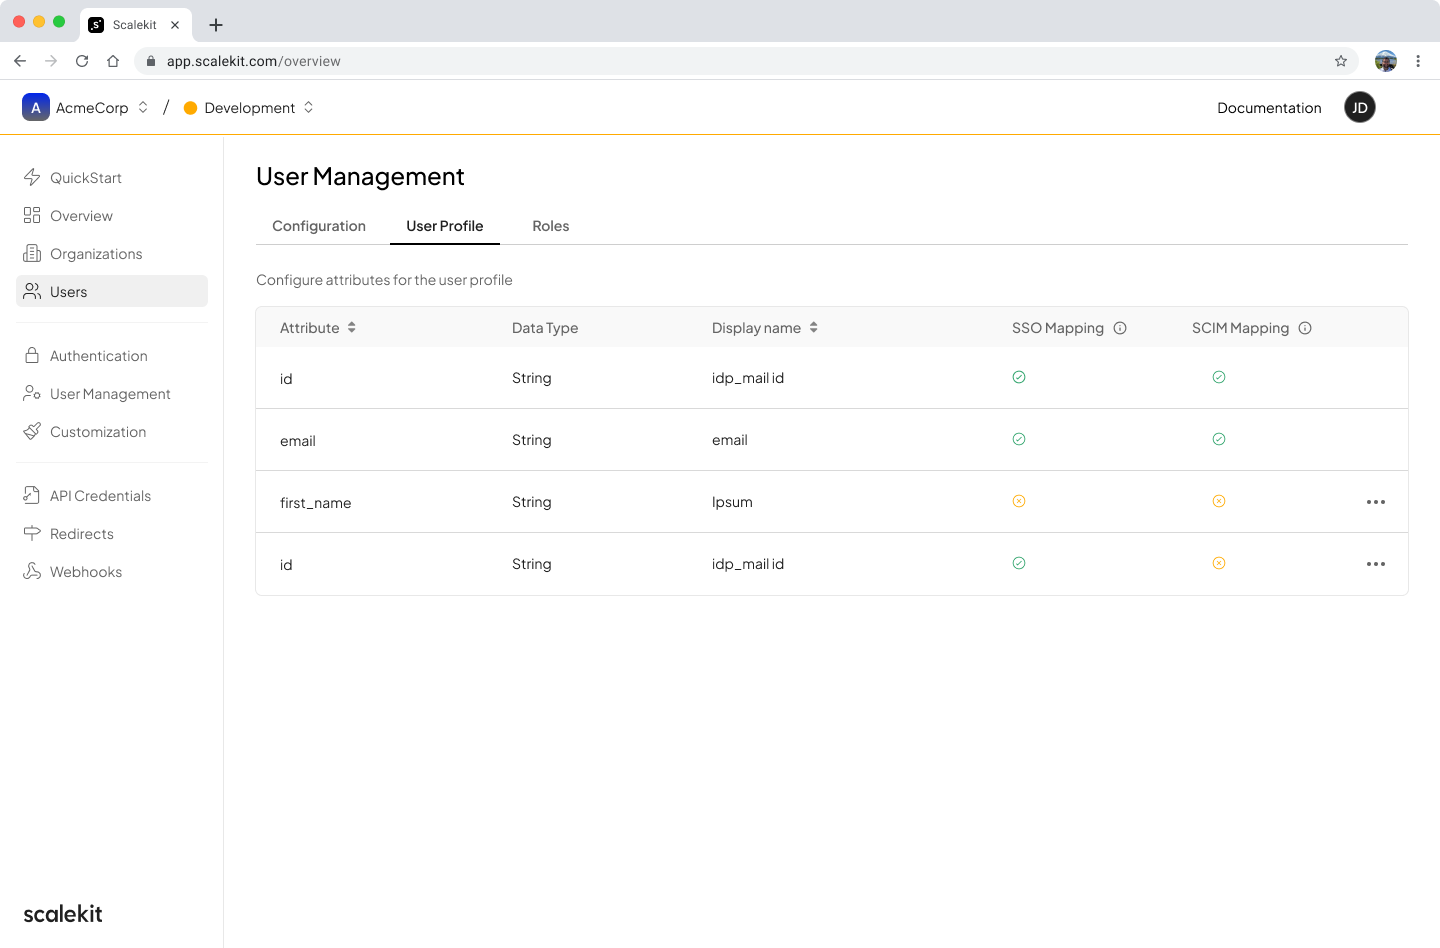 Scalekit
app.scalekit.com/overview
A AcmeCorp / Development
Documentation JD
QuickStart
Overview
Organizations
Users
Authentication
User Management
Customization
API Credentials
Redirects
Webhooks
scalekit
User Management
Configuration User Profile Roles
Configure attributes for the user profile
Attribute Data Type Display name SSO Mapping SCIM Mapping
id String idp_mail id
email String email
first_name String Ipsum
id String idp_mail id